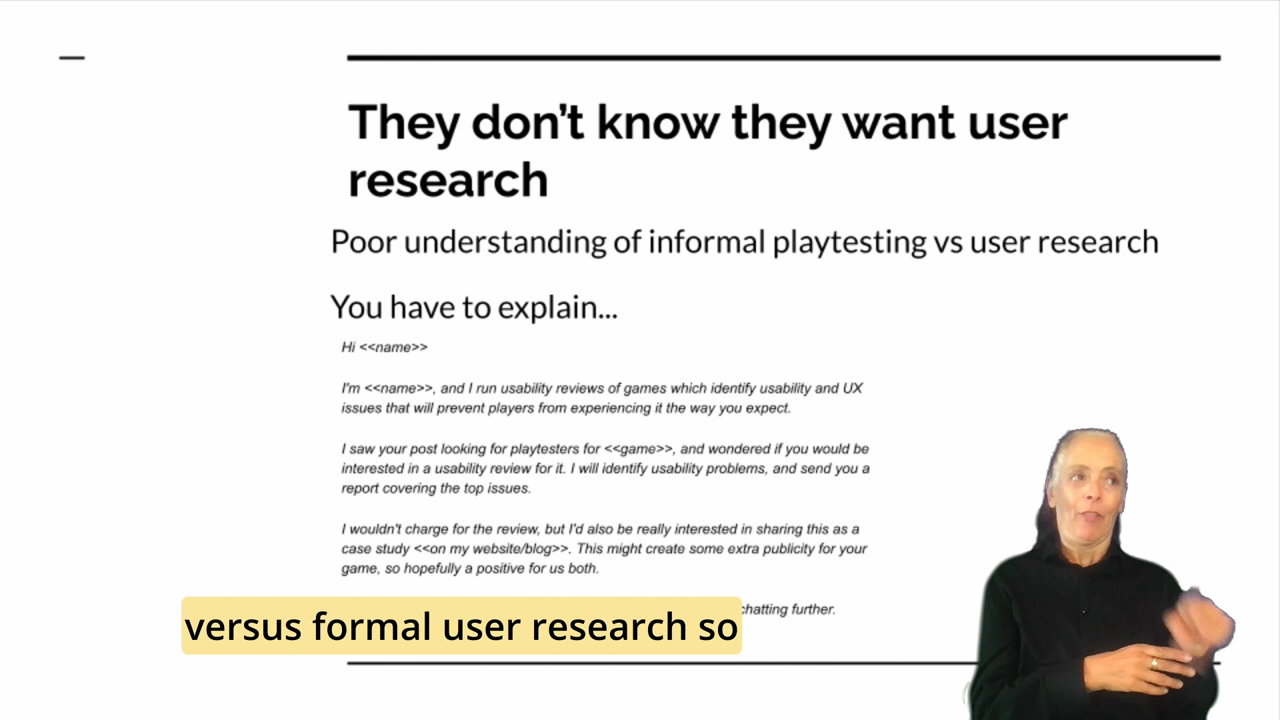 They don't know they want user
research
Poor understanding of informal playtesting vs user research
You have to explain...
Hi <<name>>
I'm <<name>>, and I run usability reviews of games which identify usability and UX
issues that will prevent players from experiencing it the way you expect.
I saw your post looking for playtesters for <<game>>, and wondered if you would be
interested in a usability review for it. I will identify usability problems, and send you a
report covering the top issues.
I wouldn't charge for the review, but I'd also be really interested in sharing this as a
case study <<on my website/blog>>. This might create some extra publicity for your
game, so hopefully a positive for us both.
chatting further.
versus formal user research so